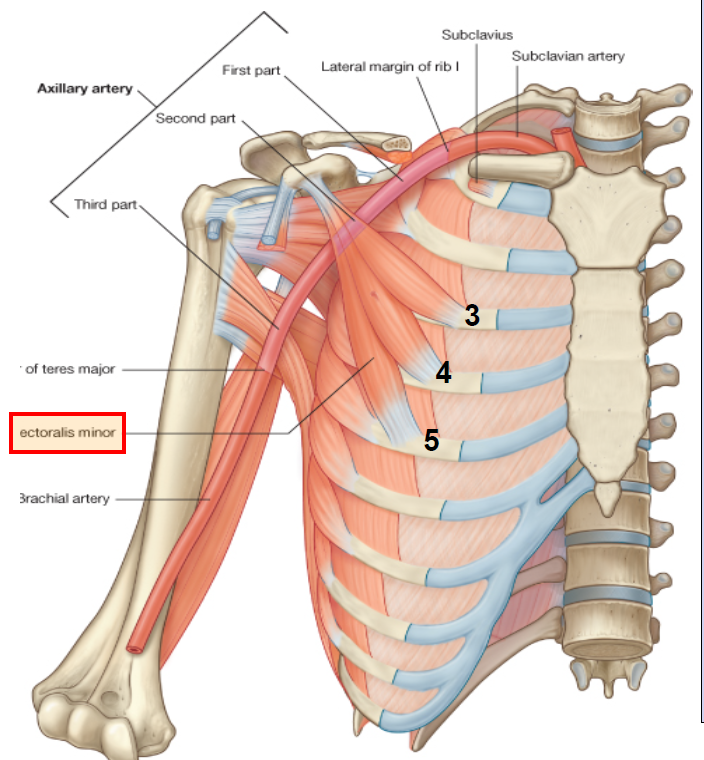 Subclavius
Subclavian artery
Lateral margin of rib I
First part
Axillary artery
Second part
Third part
3
of teres major
4
ectoralis minor
5
Brachial artery